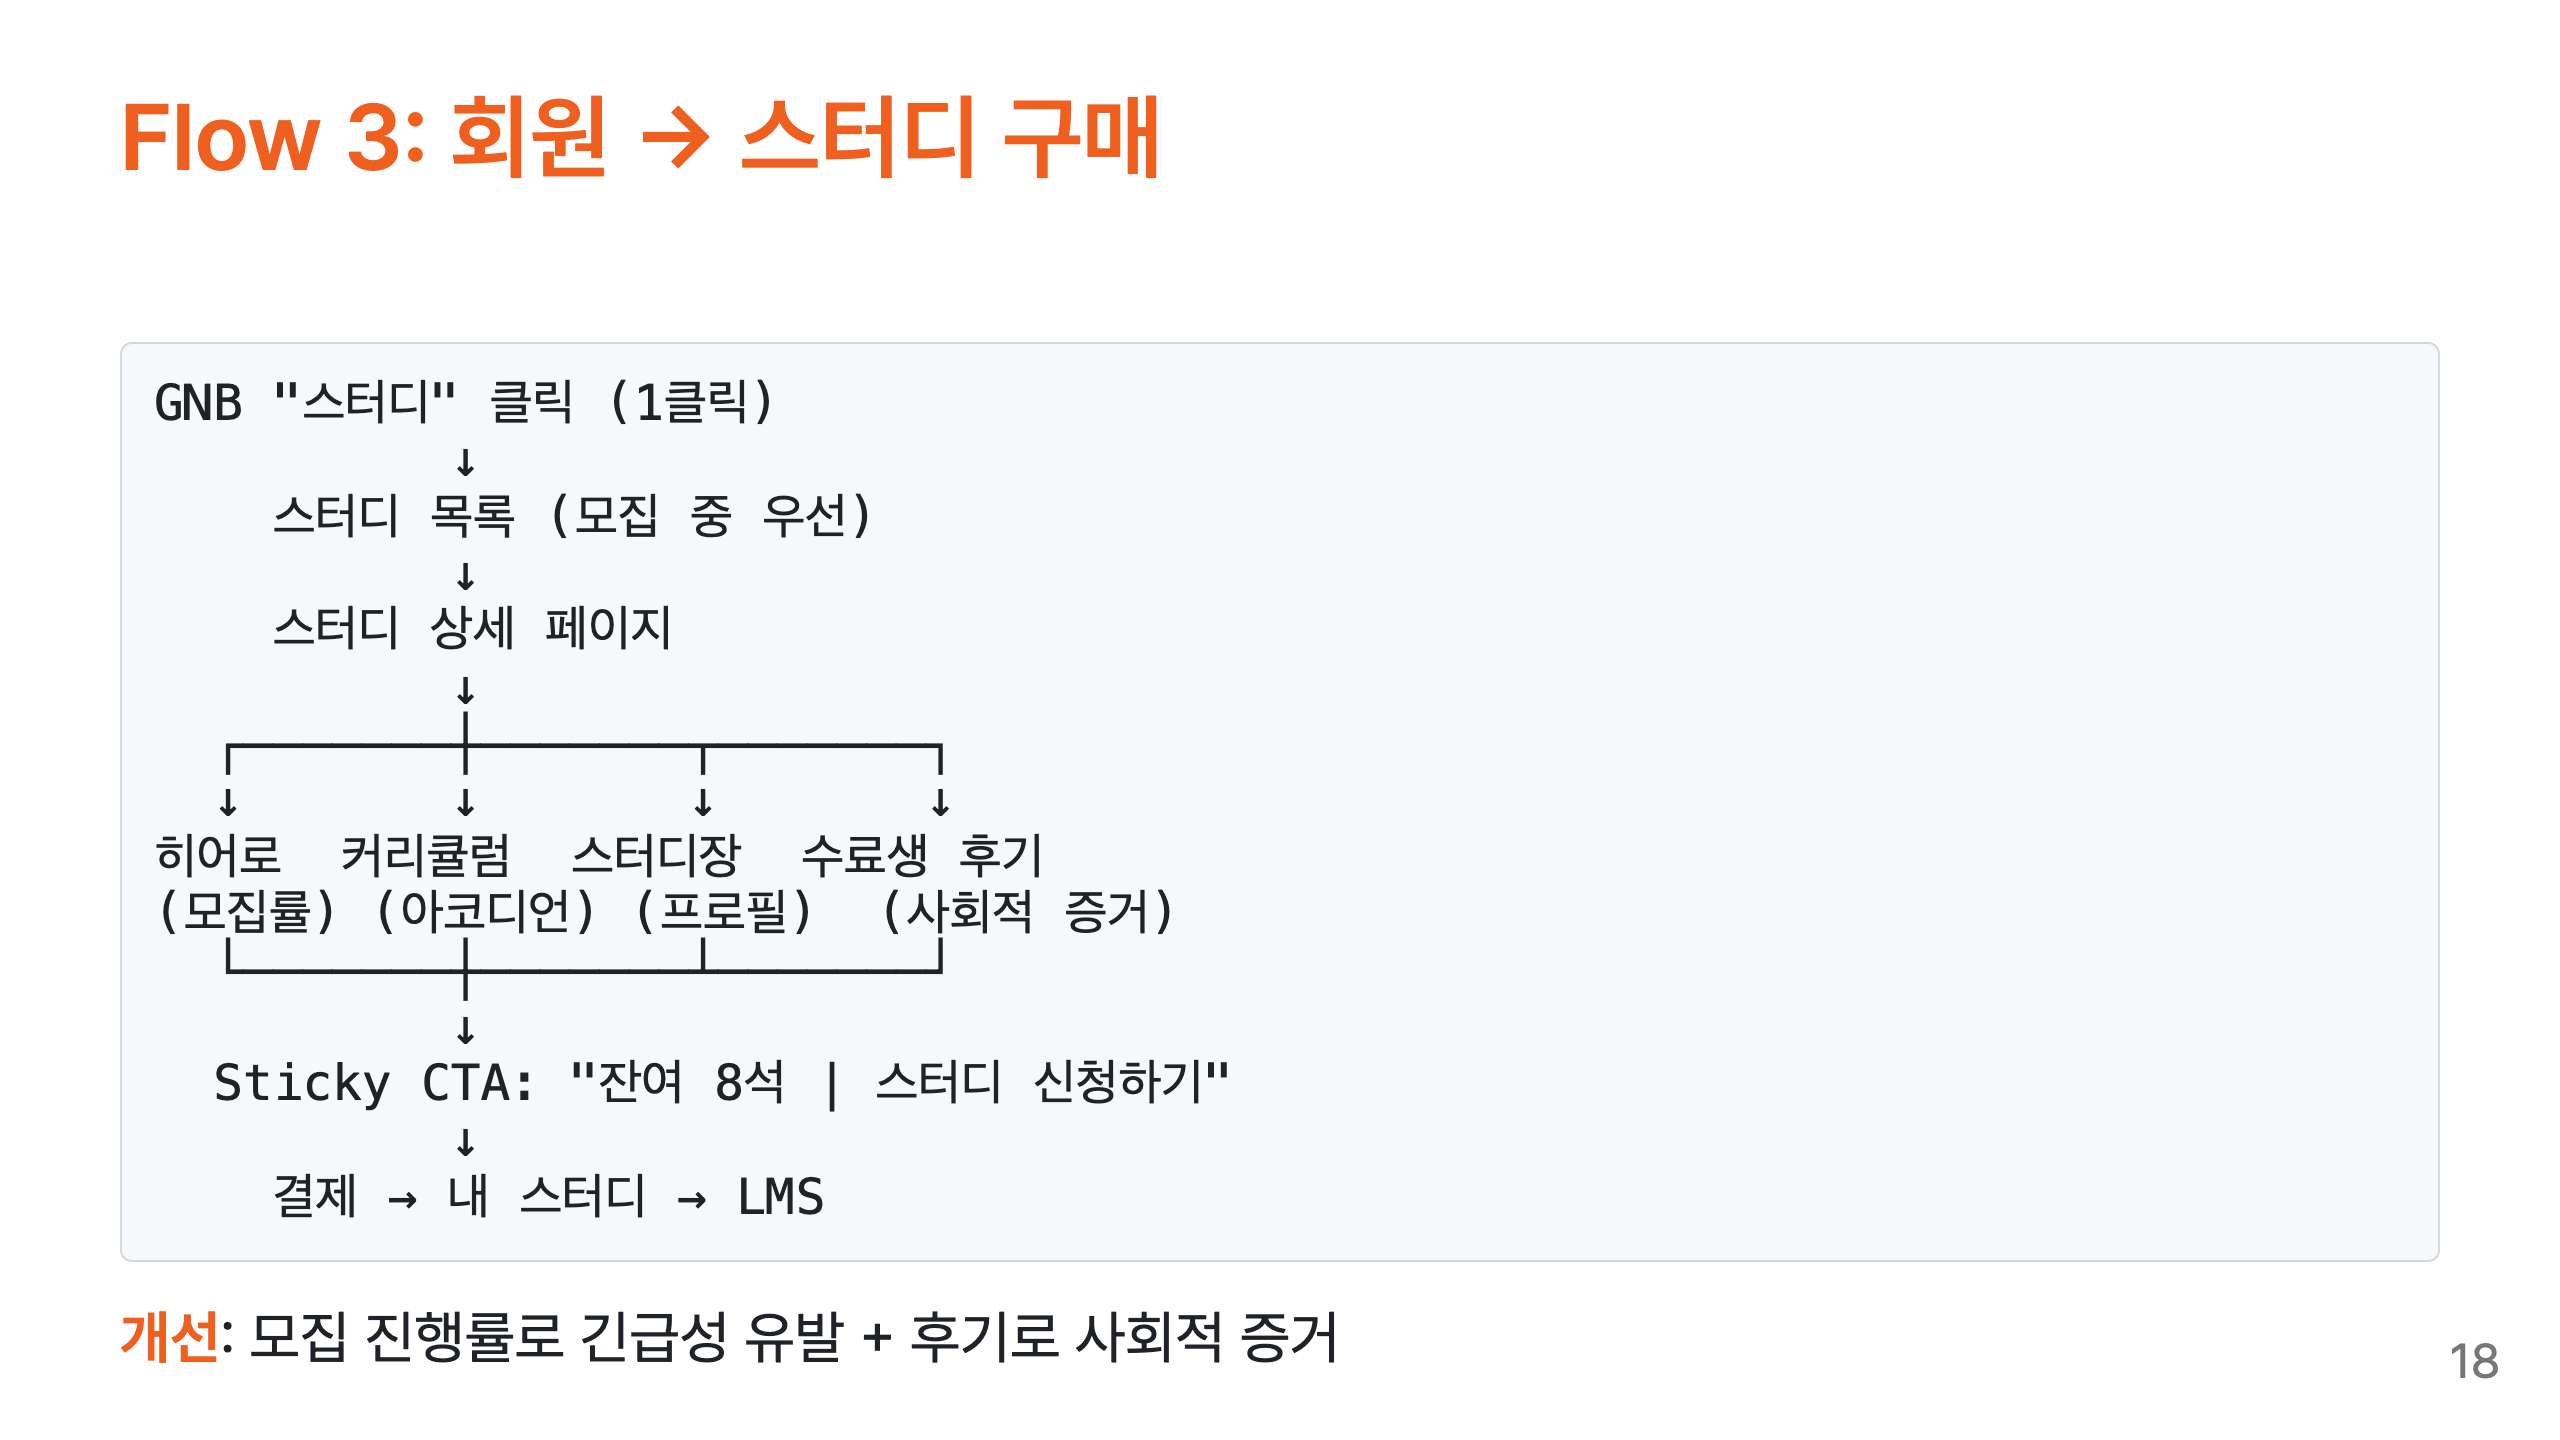 Flow 3: 회원 → 스터디 구매
GNB "스터디" 클릭 (1클릭)
↓
스터디 목록 (모집 중 우선)
↓
스터디 상세 페이지
↓
↓ ↓ ↓ ↓
히어로 커리큘럼 스터디장 수료생 후기
(모집률) (아코디언) (프로필) (사회적 증거)
↓
Sticky CTA: "잔여 8석 | 스터디 신청하기"
↓
결제 → 내 스터디 → LMS
개선: 모집 진행률로 긴급성 유발 + 후기로 사회적 증거
18